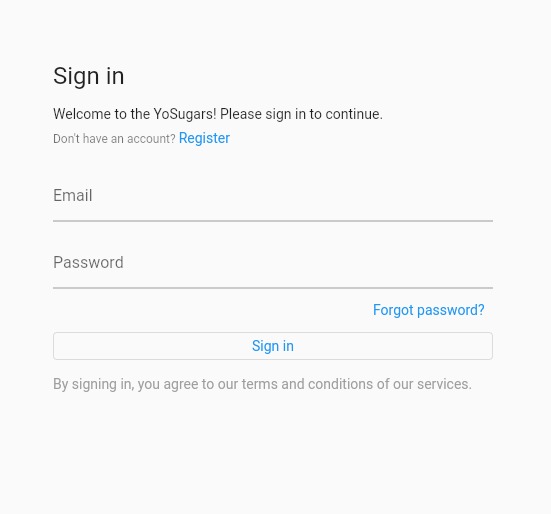 Sign in
Welcome to the YoSugars! Please sign in to continue.
Don't have an account? Register
Email
Password
Forgot password?
Sign in
By signing in, you agree to our terms and conditions of our services.